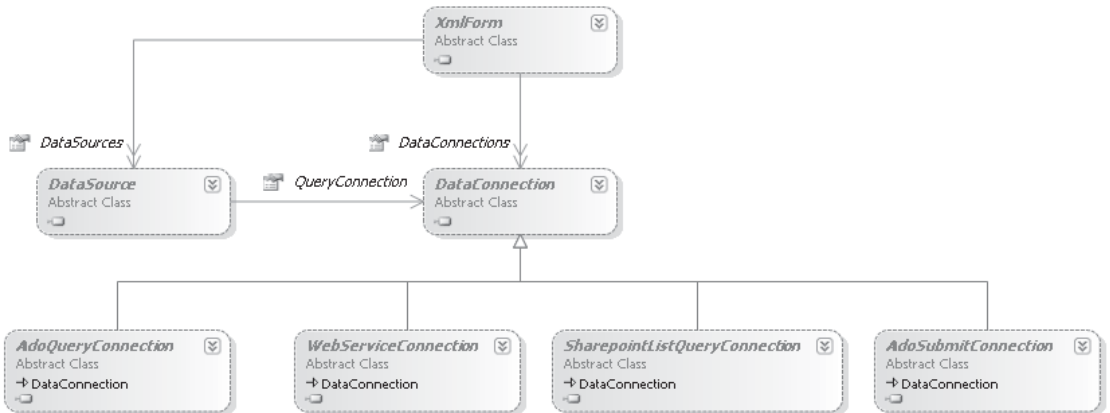 XmlForm
Abstract Class
DataSources
DataConnections
DataSource
Abstract Class
QueryConnection
DataConnection
Abstract Class
AdoQueryConnection
Abstract Class
DataConnection
WebServiceConnection
Abstract Class
DataConnection
SharepointListQueryConnection
Abstract Class
DataConnection
AdoSubmitConnection
Abstract Class
DataConnection